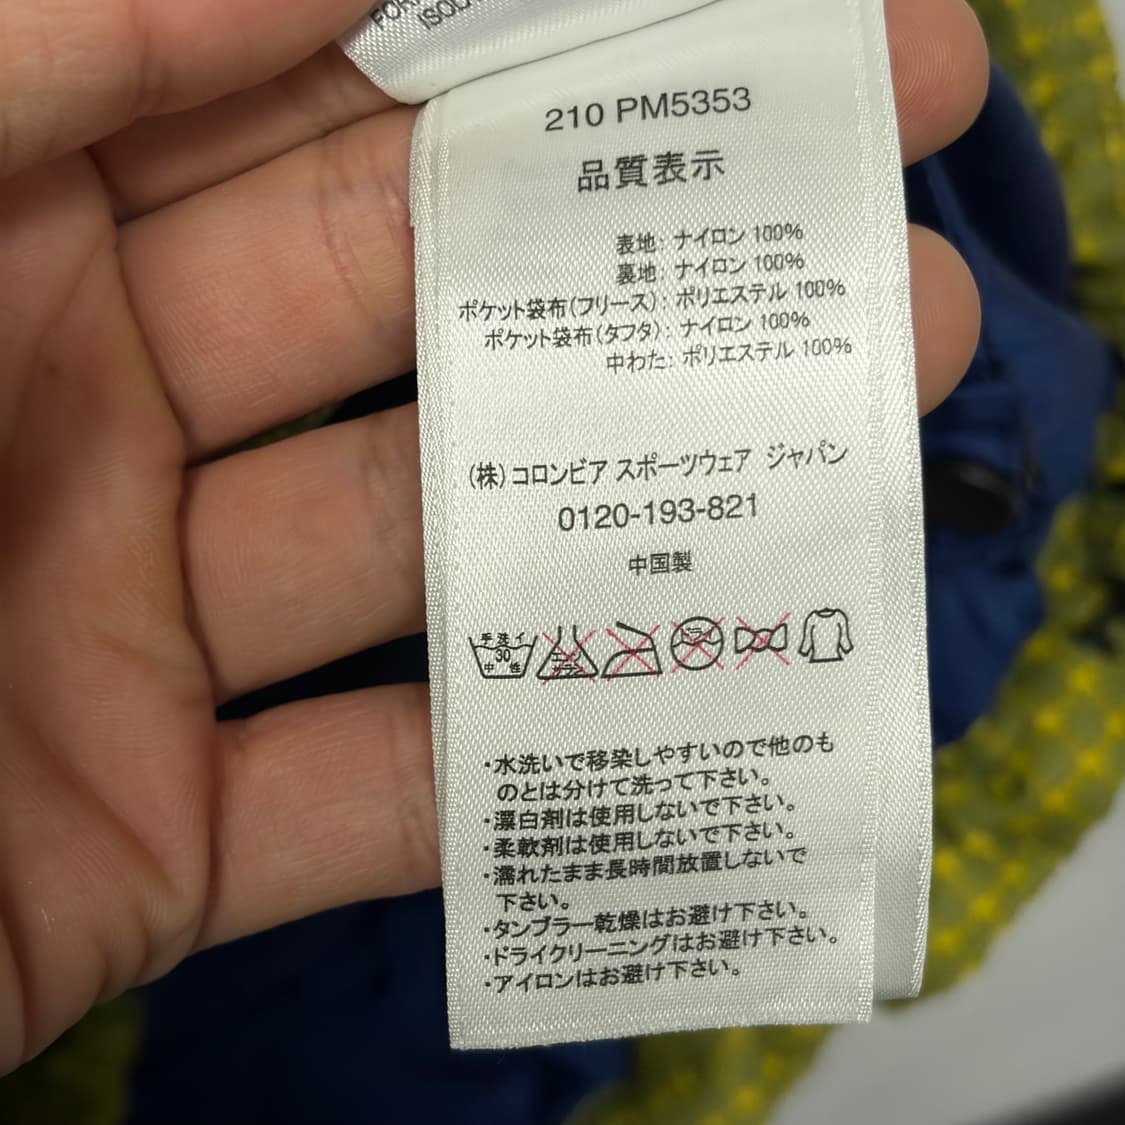 210 PM5353
品質表示
表地: ナイロン 100%
裏地: ナイロン 100%
ポケット袋布(フリース): ポリエステル 100%
ポケット袋布(タフタ): ナイロン 100%
中わた: ポリエステル 100%
(株)コロンビア スポーツウェア ジャパン
0120-193-821
中国製
手洗イ
30
中性
・水洗いで移染しやすいので他のも
のとは分けて洗って下さい。
・漂白剤は使用しないで下さい。
・柔軟剤は使用しないで下さい。
・濡れたまま長時間放置しないで
下さい。
・タンブラー乾燥はお避け下さい。
・ドライクリーニングはお避け下さい。
・アイロンはお避け下さい。